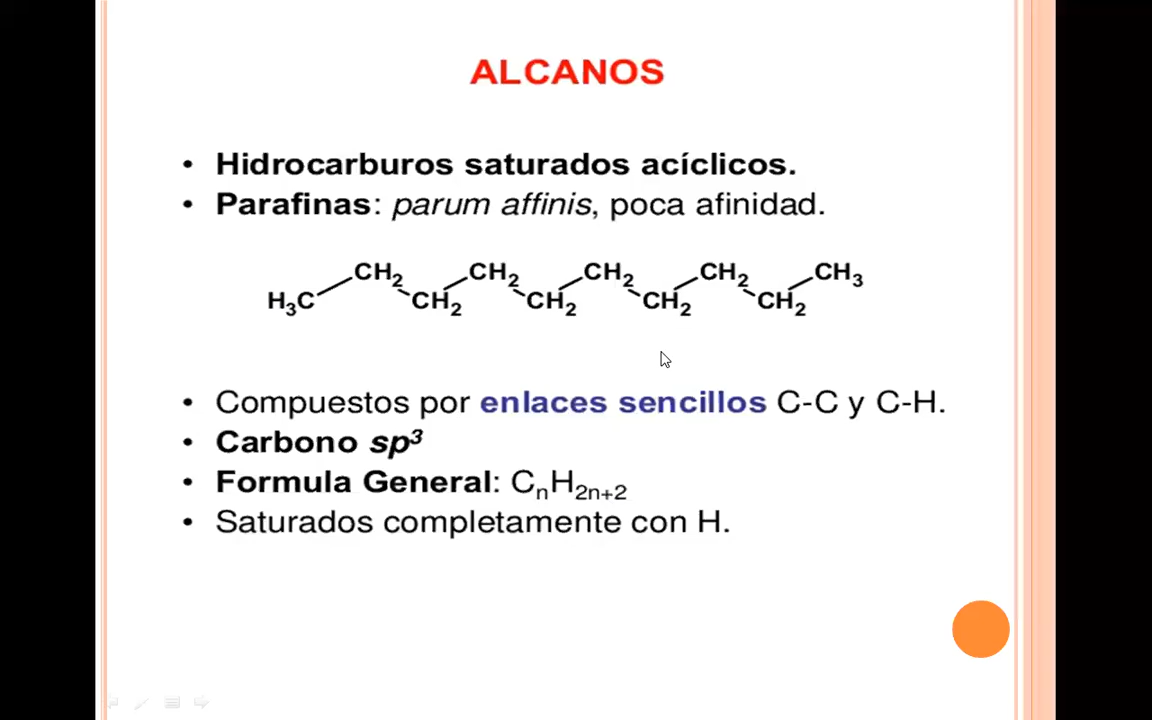 ALCANOS
• Hidrocarburos saturados acíclicos.
• Parafinas: parum affinis, poca afinidad.
CH₂ CH₂ CH₂ CH₂ CH₃
H₃C CH₂ CH₂ CH₂ CH₂
• Compuestos por enlaces sencillos C-C y C-H.
• Carbono sp³
• Formula General: CₙH₂ₙ₊₂
• Saturados completamente con H.